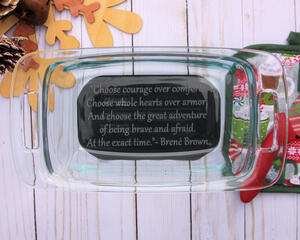 "Choose courage over comfort
Choose whole hearts over armor
And choose the great adventure
of being brave and afraid.
At the exact time."- Brené Brown